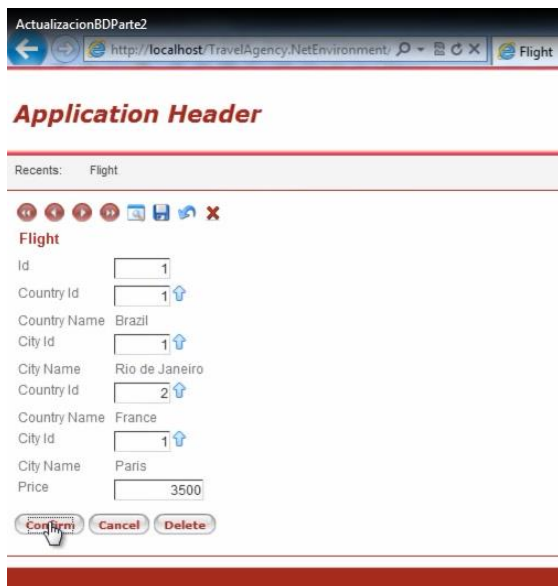 ActualizacionBDParte2
http://localhost/TravelAgency.NetEnvironment/ Flight
Application Header
Recents: Flight
Flight
Id 1
Country Id 1
Country Name Brazil
City Id 1
City Name Rio de Janeiro
Country Id 2
Country Name France
City Id 1
City Name Paris
Price 3500
Confirm Cancel Delete